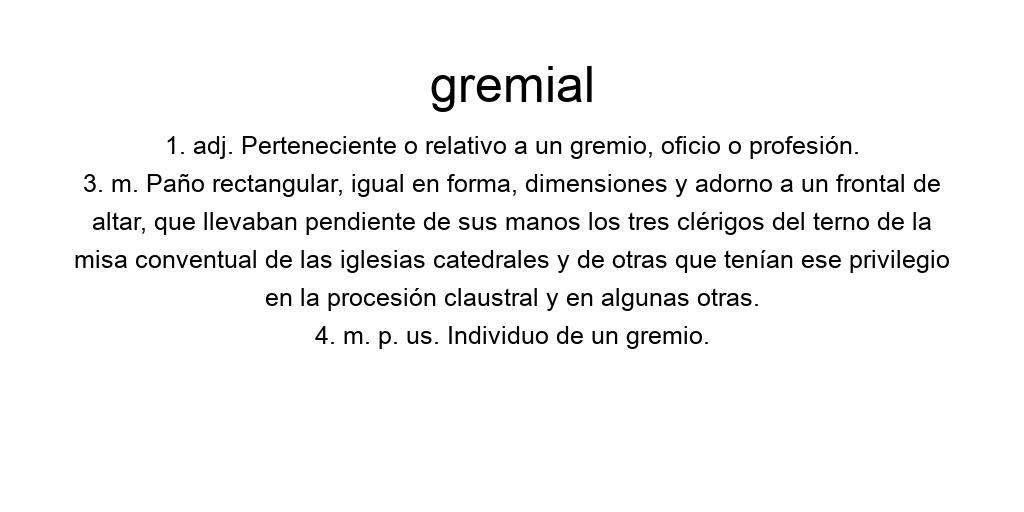 gremial
1. adj. Perteneciente o relativo a un gremio, oficio o profesión.
3. m. Paño rectangular, igual en forma, dimensiones y adorno a un frontal de
altar, que llevaban pendiente de sus manos los tres clérigos del terno de la
misa conventual de las iglesias catedrales y de otras que tenían ese privilegio
en la procesión claustral y en algunas otras.
4. m. p. us. Individuo de un gremio.